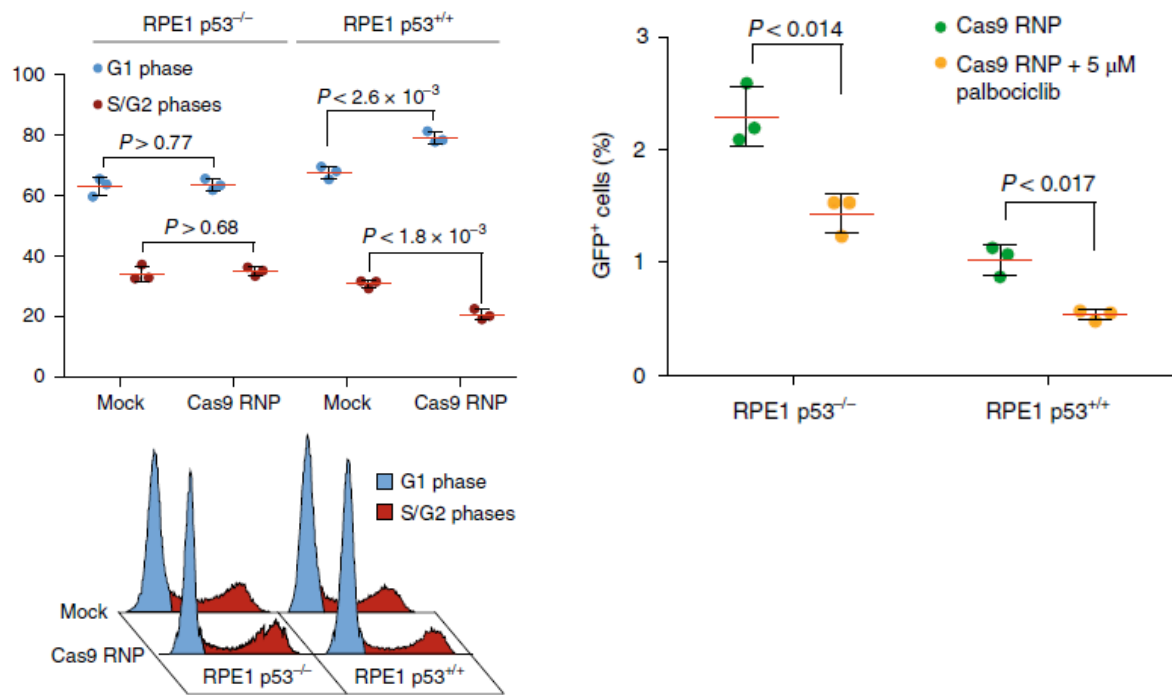 RPE1 p53⁻/⁻ RPE1 p53⁺/⁺
G1 phase
S/G2 phases
100
80
60
40
20
0
P > 0.77
P < 2.6 × 10⁻³
P > 0.68
P < 1.8 × 10⁻³
Mock Cas9 RNP Mock Cas9 RNP
G1 phase
S/G2 phases
Mock
Cas9 RNP
RPE1 p53⁻/⁻ RPE1 p53⁺/⁺
GFP⁺ cells (%)
3
2
1
0
P < 0.014
P < 0.017
Cas9 RNP
Cas9 RNP + 5 μM
palbociclib
RPE1 p53⁻/⁻ RPE1 p53⁺/⁺